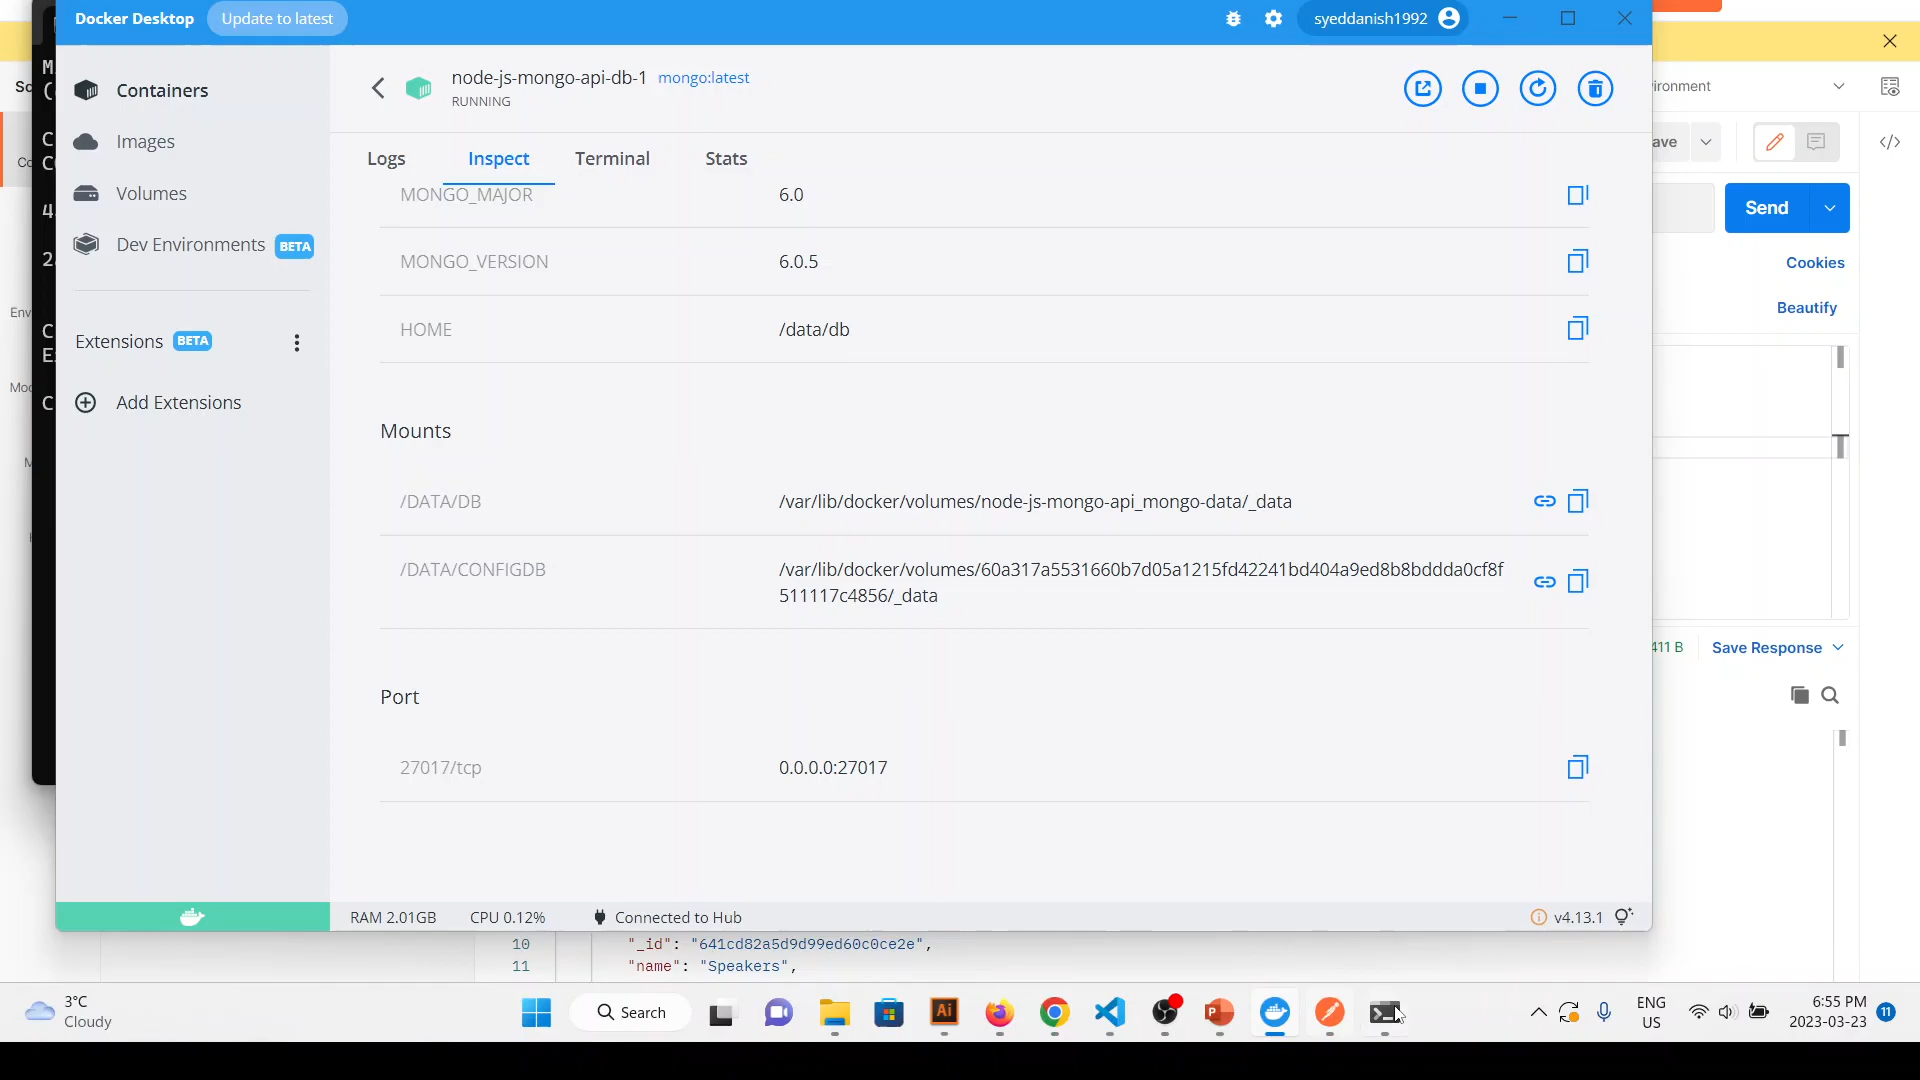 Docker Desktop
Update to latest
syeddanish1992
Containers
Images
Volumes
Dev Environments BETA
Extensions BETA
Add Extensions
node-js-mongo-api-db-1 mongo:latest
RUNNING
Logs Inspect Terminal Stats
MONGO_MAJOR 6.0
MONGO_VERSION 6.0.5
HOME /data/db
Mounts
/DATA/DB /var/lib/docker/volumes/node-js-mongo-api_mongo-data/_data
/DATA/CONFIGDB /var/lib/docker/volumes/60a317a5531660b7d05a1215fd42241bd404a9ed8b8bddda0cf8f
511117c4856/_data
Port
27017/tcp 0.0.0.0:27017
RAM 2.01GB CPU 0.12% Connected to Hub
v4.13.1
ironment
ave
</>
Send
Cookies
Beautify
411 B Save Response
10 "_id": "641cd82a5d9d99ed60c0ce2e",
11 "name": "Speakers",
3°C
Cloudy
Search
ENG
US
6:55 PM
2023-03-23
11